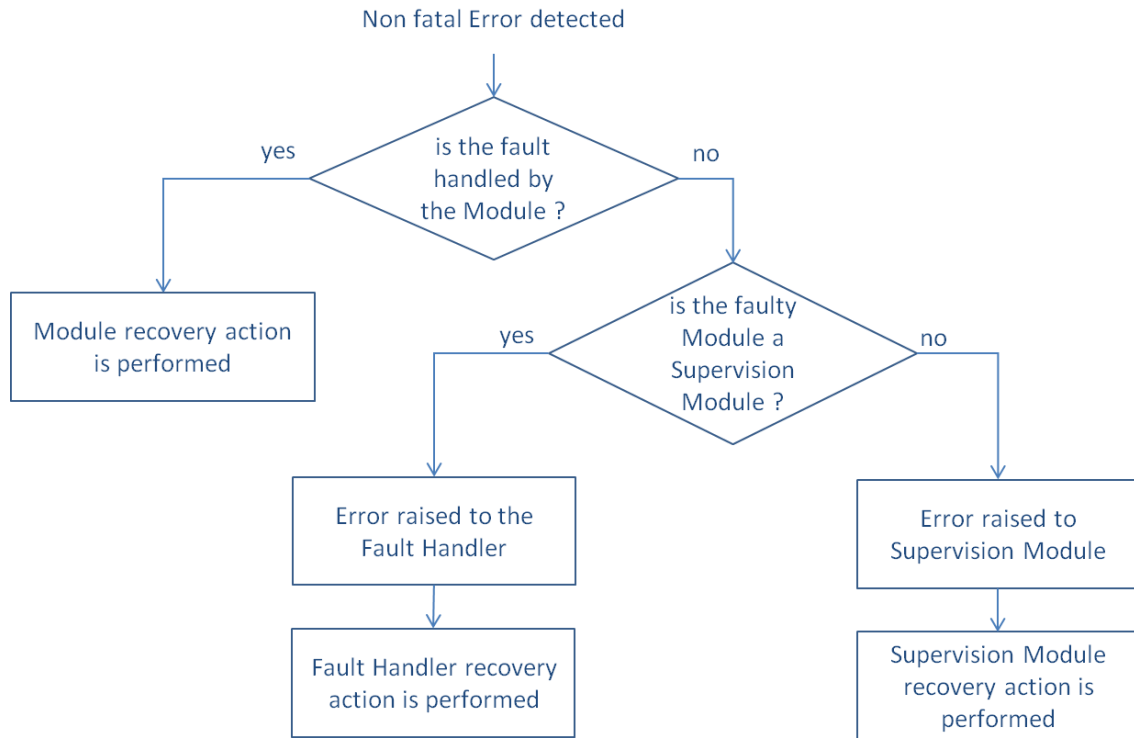 Non fatal Error detected
yes
is the fault
handled by
the Module ?
no
Module recovery action
is performed
yes
is the faulty
Module a
Supervision
Module ?
no
Error raised to the
Fault Handler
Error raised to
Supervision Module
Fault Handler recovery
action is performed
Supervision Module
recovery action is
performed